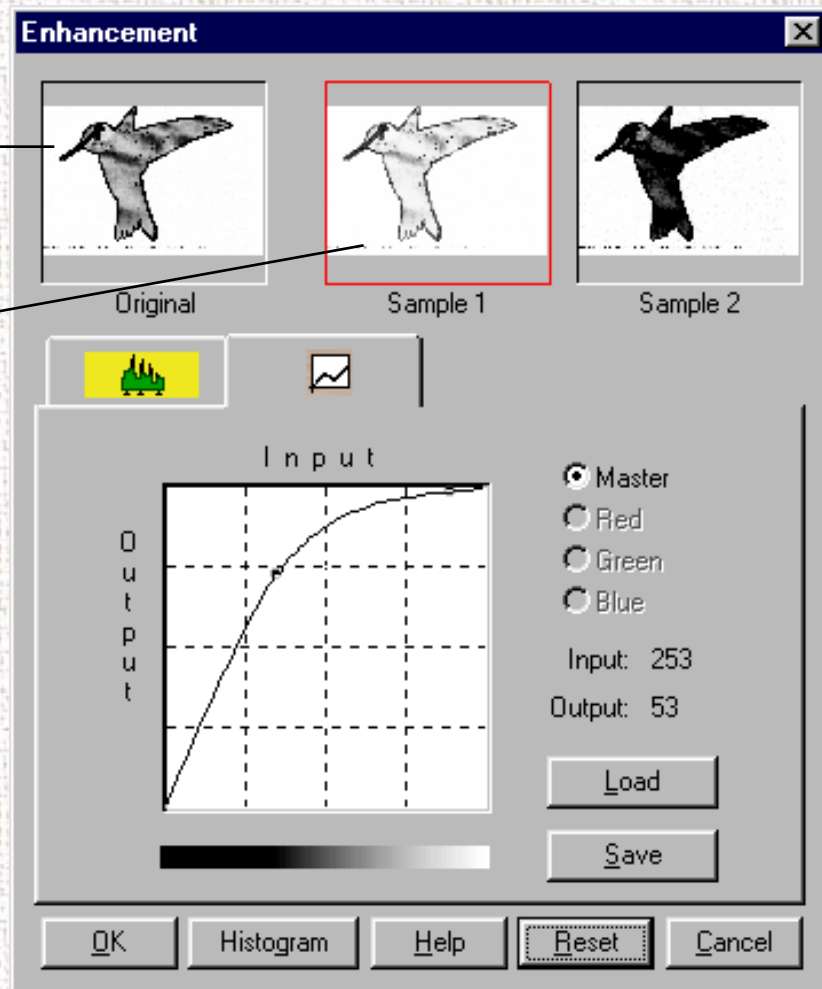 Enhancement
Original
Sample 1
Sample 2
Input
Output
Master
Red
Green
Blue
Input: 253
Output: 53
Load
Save
OK
Histogram
Help
Reset
Cancel